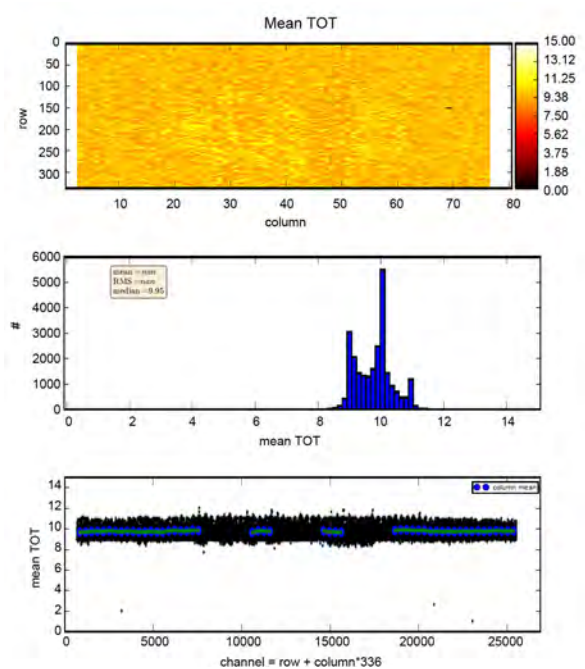 Mean TOT
0
50
100
150
200
250
300
row
10 20 30 40 50 60 70 80
column
15.00
13.12
11.25
9.38
7.50
5.62
3.75
1.88
0.00
6000
5000
4000
3000
2000
1000
0
#
mean = nan
RMS = nan
median = 9.95
0 2 4 6 8 10 12 14
mean TOT
14
12
10
8
6
4
2
0
mean TOT
column mean
0 5000 10000 15000 20000 25000
channel = row + column*336